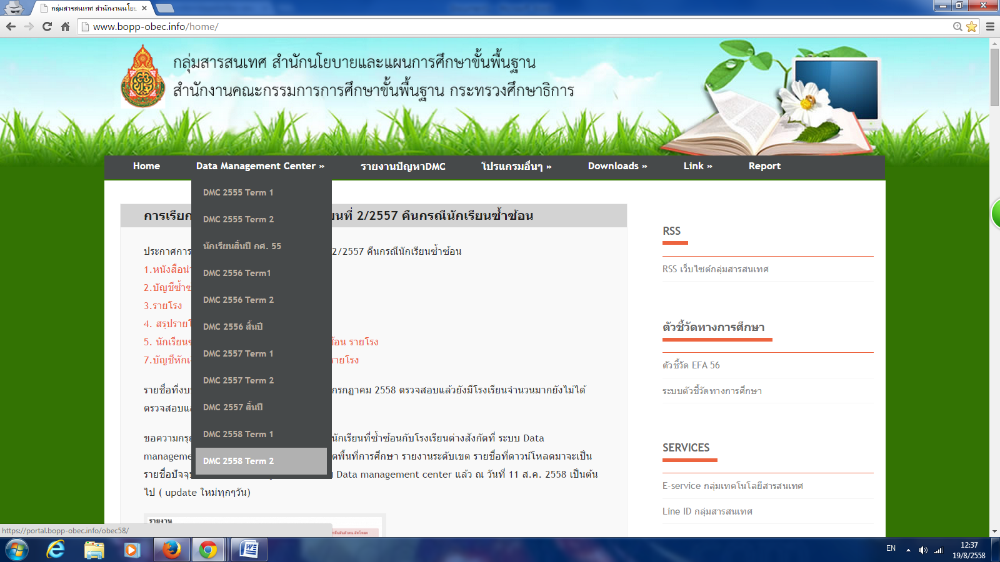 กลุ่มสารสนเทศ สำนักงานนโยบ
www.bopp-obec.info/home/
กลุ่มสารสนเทศ สำนักนโยบายและแผนการศึกษาขั้นพื้นฐาน
สำนักงานคณะกรรมการการศึกษาขั้นพื้นฐาน กระทรวงศึกษาธิการ
Home Data Management Center » รายงานปัญหาDMC โปรแกรมอื่นๆ » Downloads » Link » Report
DMC 2555 Term 1
DMC 2555 Term 2
นักเรียนสิ้นปี กศ. 55
DMC 2556 Term1
DMC 2556 Term 2
DMC 2556 สิ้นปี
DMC 2557 Term 1
DMC 2557 Term 2
DMC 2557 สิ้นปี
DMC 2558 Term 1
DMC 2558 Term 2
การเรียก ยนที่ 2/2557 คืนกรณีนักเรียนซ้ำซ้อน
ประกาศการ 2/2557 คืนกรณีนักเรียนซ้ำซ้อน
1.หนังสือนำ
2.บัญชีซ้ำซ
3.รายโรง
4. สรุปรายโ
5. นักเรียนซ ซ้อน รายโรง
7.บัญชีหักเ รายโรง
รายชื่อที่งบ กรกฏาคม 2558 ตรวจสอบแล้วยังมีโรงเรียนจำนวนมากยังไม่ได้
ตรวจสอบแล
ขอความกรุณ นักเรียนที่ซ้ำซ้อนกับโรงเรียนต่างสังกัดที่ ระบบ Data
manageme ตพื้นที่การศึกษา รายงานระดับเขต รายชื่อที่ดาวน์โหลดมาจะเป็น
รายชื่อปัจจุบ Data management center แล้ว ณ วันที่ 11 ส.ค. 2558 เป็นต้น
ไป ( update ใหม่ทุกๆวัน)
รายงาน
RSS
RSS เว็บไซต์กลุ่มสารสนเทศ
ตัวชี้วัดทางการศึกษา
ตัวชี้วัด EFA 56
ระบบตัวชี้วัดทางการศึกษา
SERVICES
E-service กลุ่มเทคโนโลยีสารสนเทศ
Line ID กลุ่มสารสนเทศ
https://portal.bopp-obec.info/obec58/
EN
12:37
19/8/2558